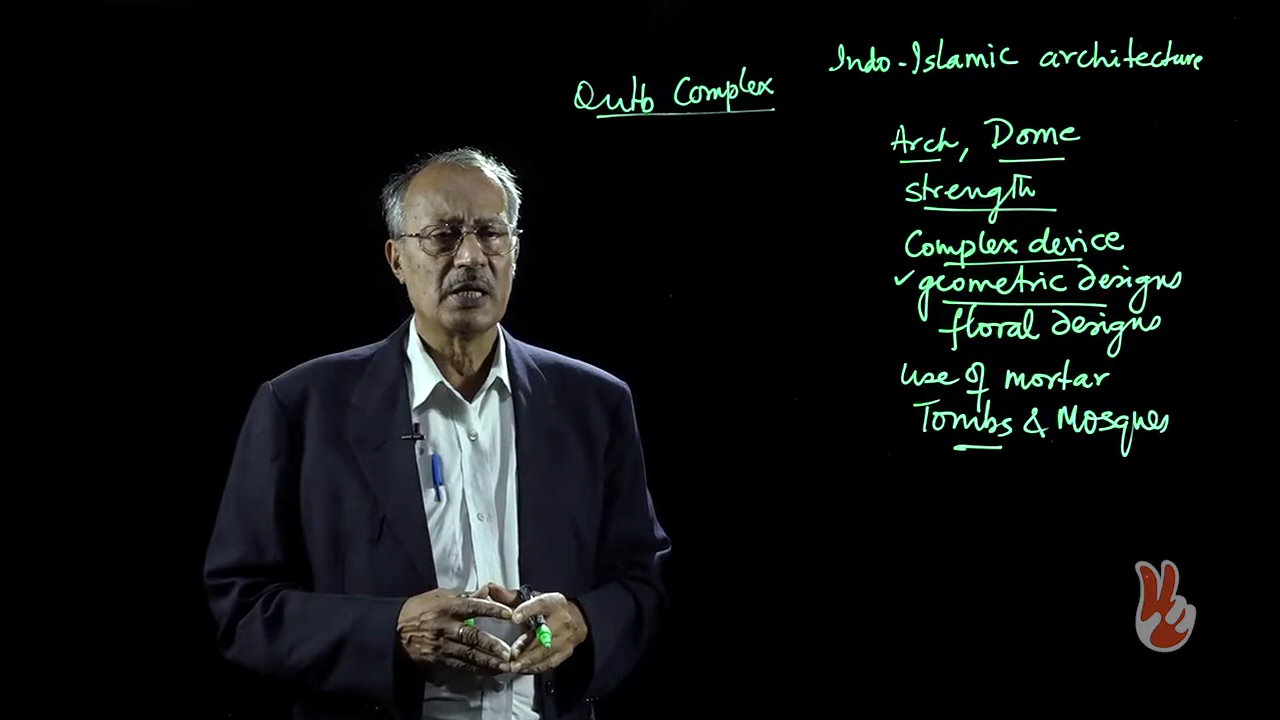 Qutb Complex
Indo-Islamic architecture
Arch, Dome
strength
Complex device
✓ geometric designs
floral designs
use of mortar
Tombs & Mosques